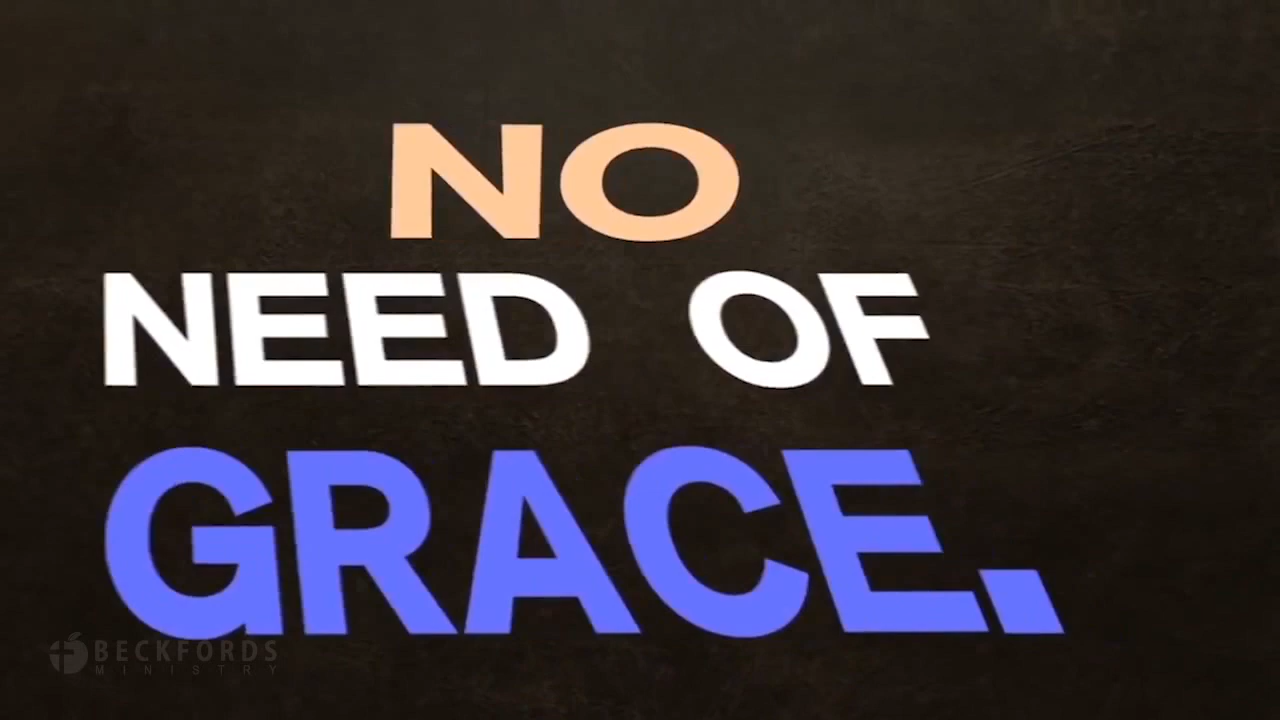 NO
NEED OF
GRACE.
BECKFORDS
MINISTRY